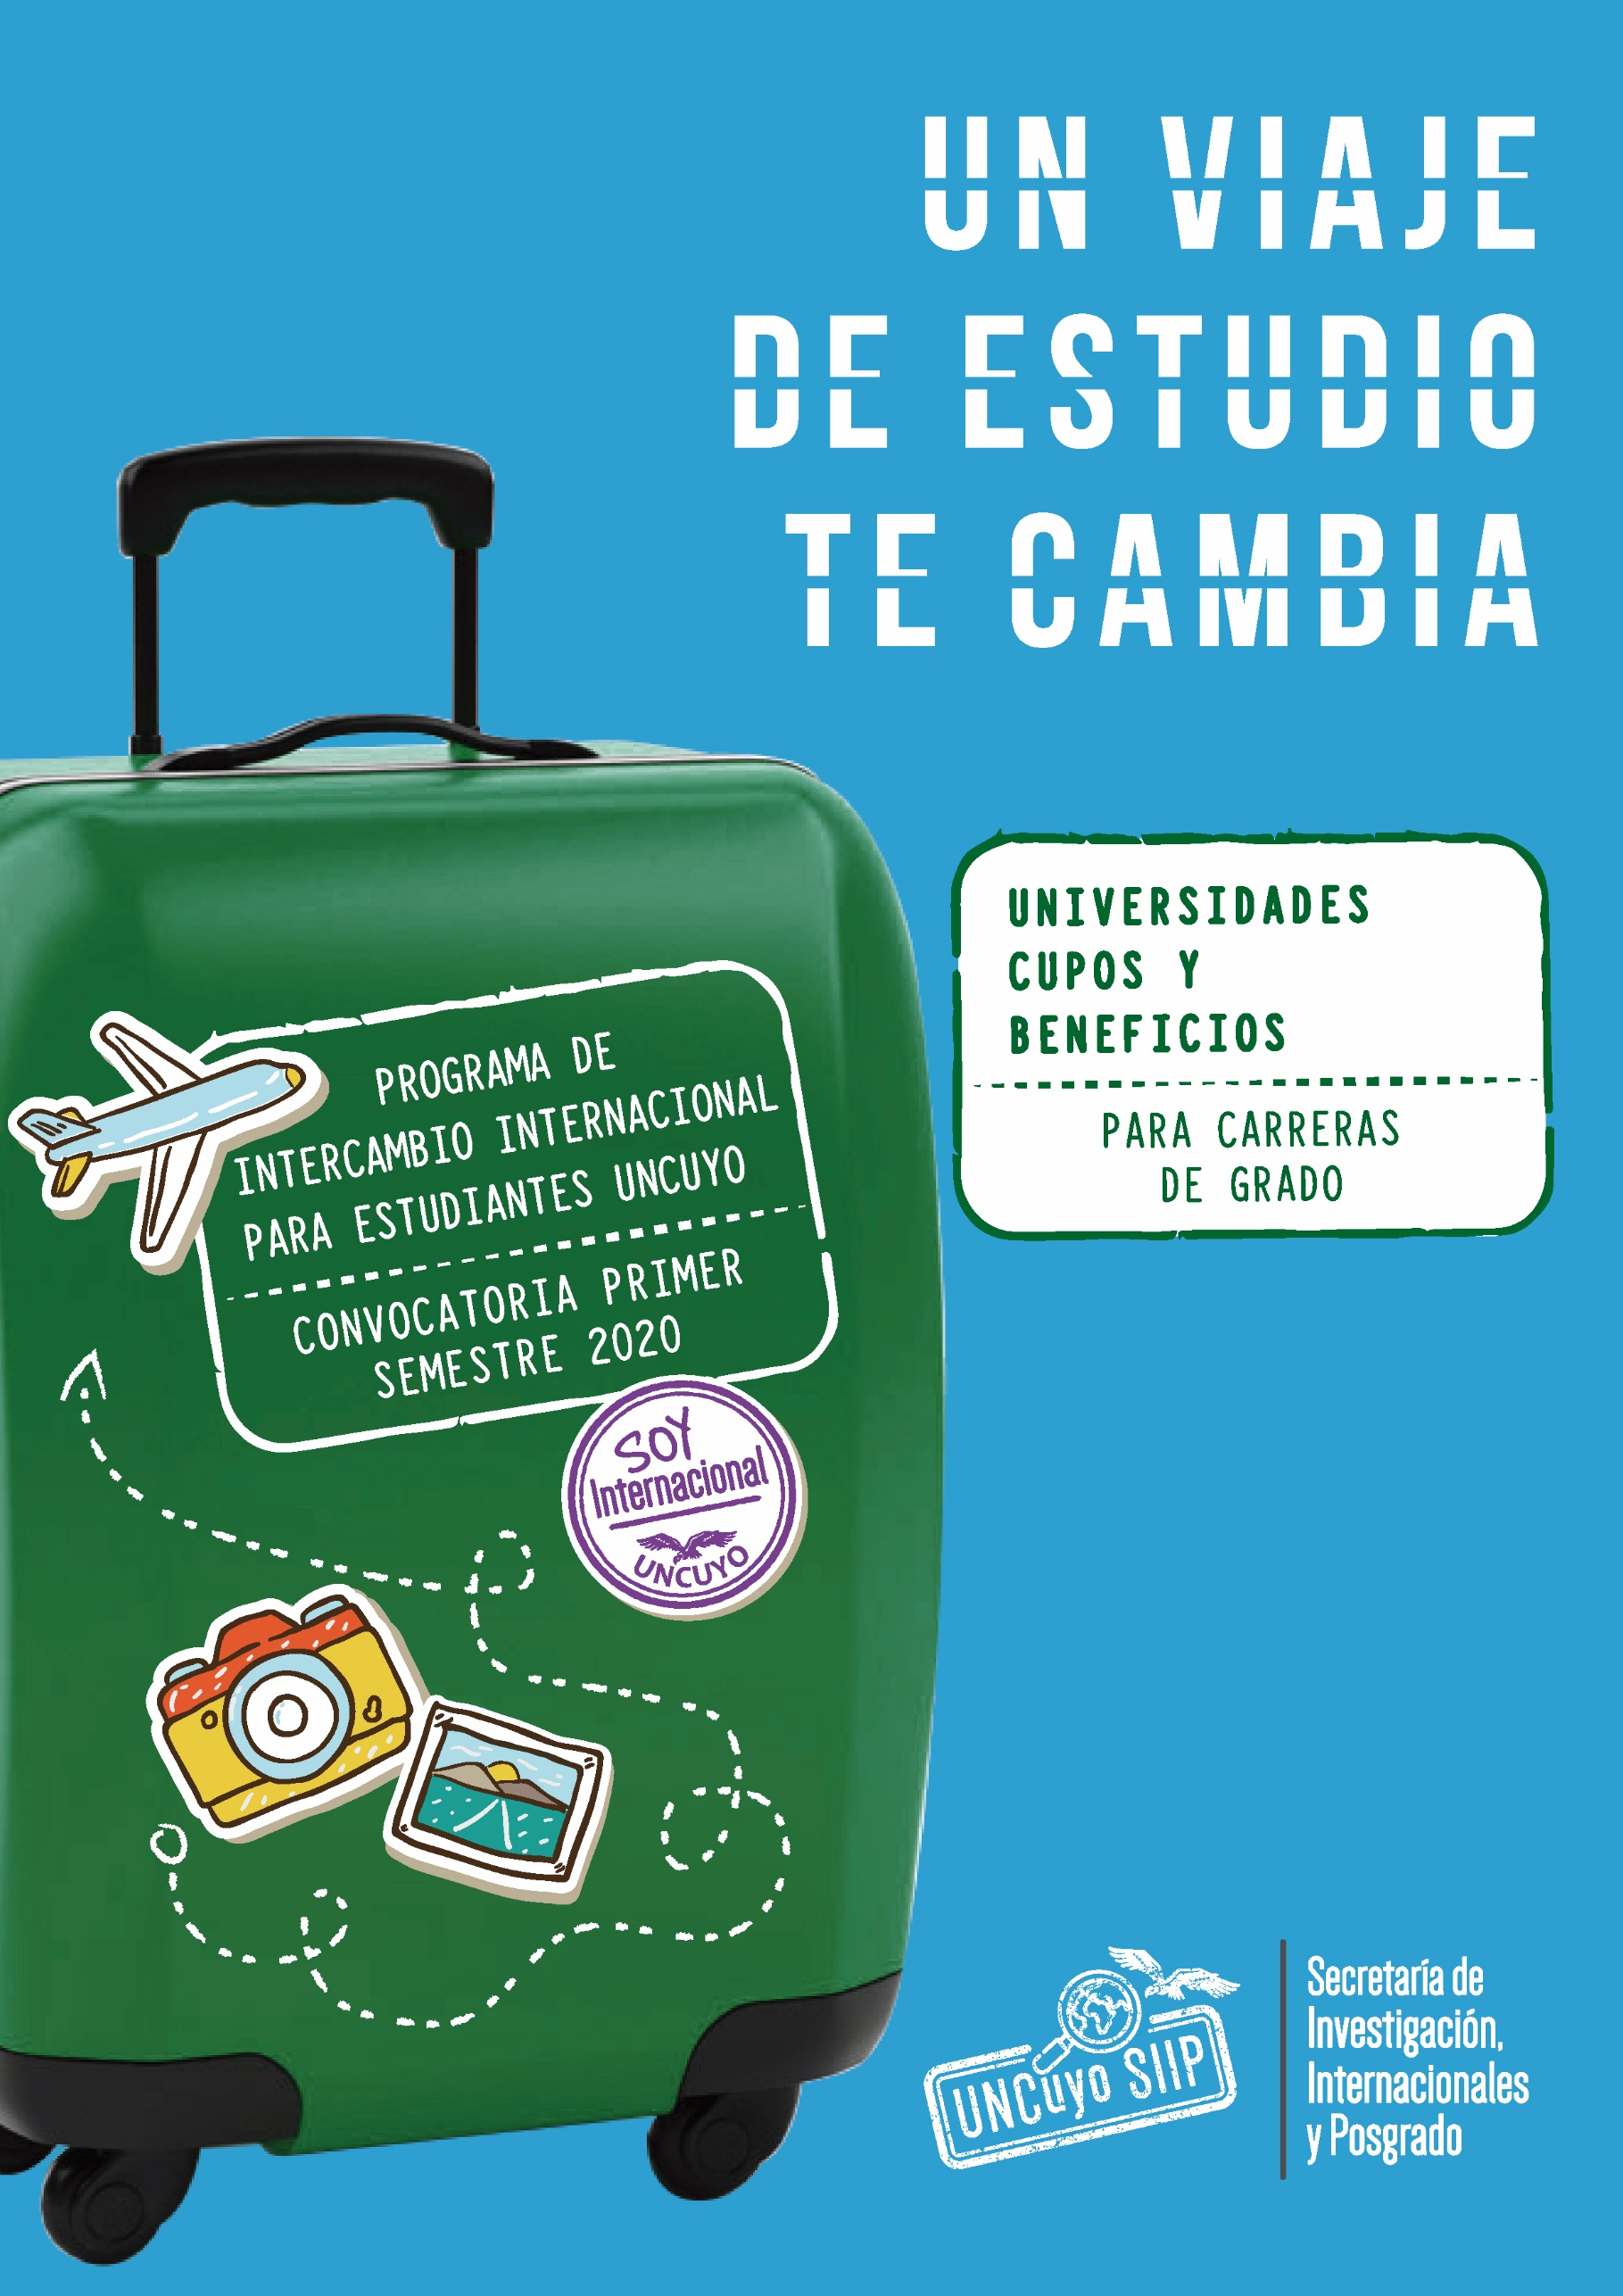 UN VIAJE
DE ESTUDIO
TE CAMBIA
UNIVERSIDADES
CUPOS Y
BENEFICIOS
PARA CARRERAS
DE GRADO
PROGRAMA DE
INTERCAMBIO INTERNACIONAL
PARA ESTUDIANTES UNCUYO
CONVOCATORIA PRIMER
SEMESTRE 2020
SOY
Internacional
UNCUYO
UNCuyo SIIP
Secretaría de
Investigación,
Internacionales
y Posgrado